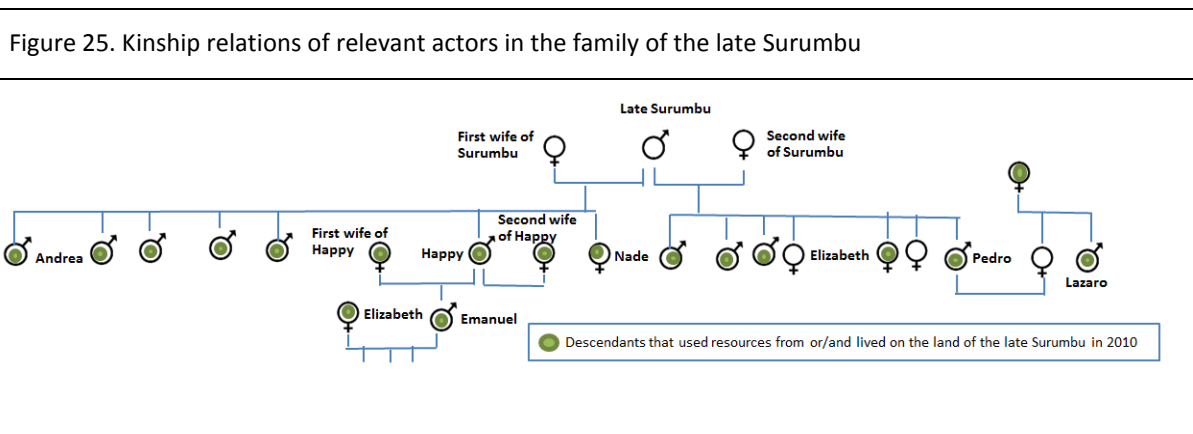 Figure 25. Kinship relations of relevant actors in the family of the late Surumbu
Late Surumbu
First wife of
Surumbu
Second wife
of Surumbu
Second wife
of Happy
First wife of
Happy
Andrea
Happy
Nade
Elizabeth
Pedro
Lazaro
Elizabeth
Emanuel
Descendants that used resources from or/and lived on the land of the late Surumbu in 2010